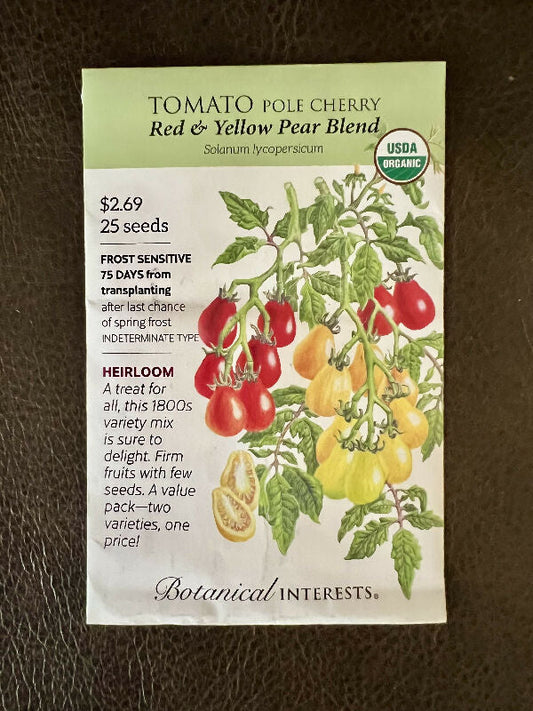 TOMATO POLE CHERRY
Red & Yellow Pear Blend
Solanum lycopersicum
USDA
ORGANIC
$2.69
25 seeds
FROST SENSITIVE
75 DAYS from
transplanting
after last chance
of spring frost
INDETERMINATE TYPE
HEIRLOOM
A treat for
all, this 1800s
variety mix
is sure to
delight. Firm
fruits with few
seeds. A value
pack—two
varieties, one
price!
Botanical INTERESTS®